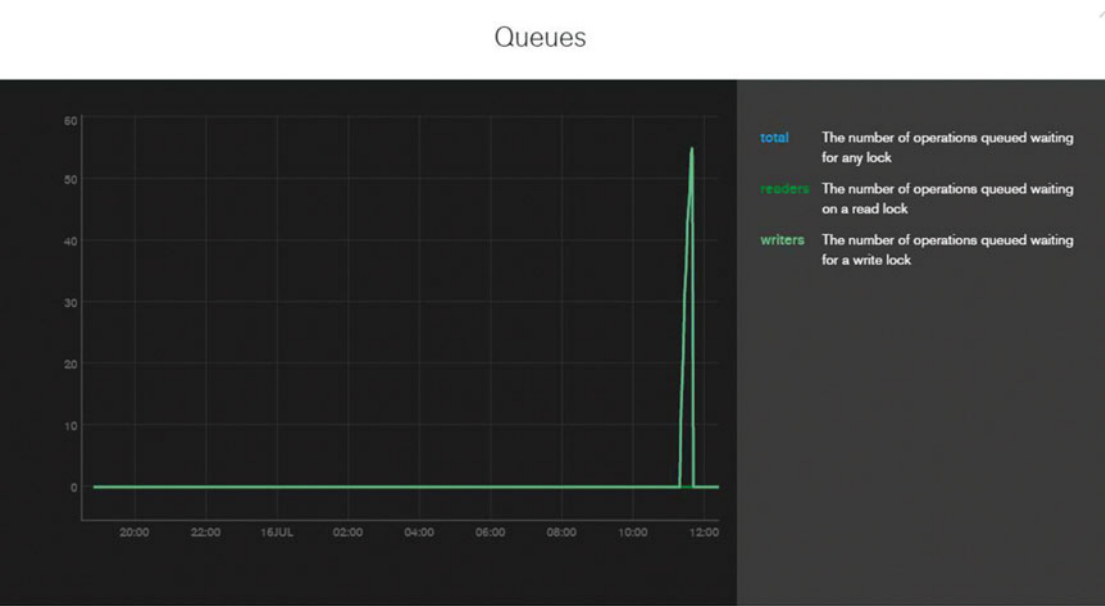 Queues
60
50
40
30
20
10
0
20:00 22:00 16JUL 02:00 04:00 06:00 08:00 10:00 12:00
total The number of operations queued waiting
for any lock
readers The number of operations queued waiting
on a read lock
writers The number of operations queued waiting
for a write lock